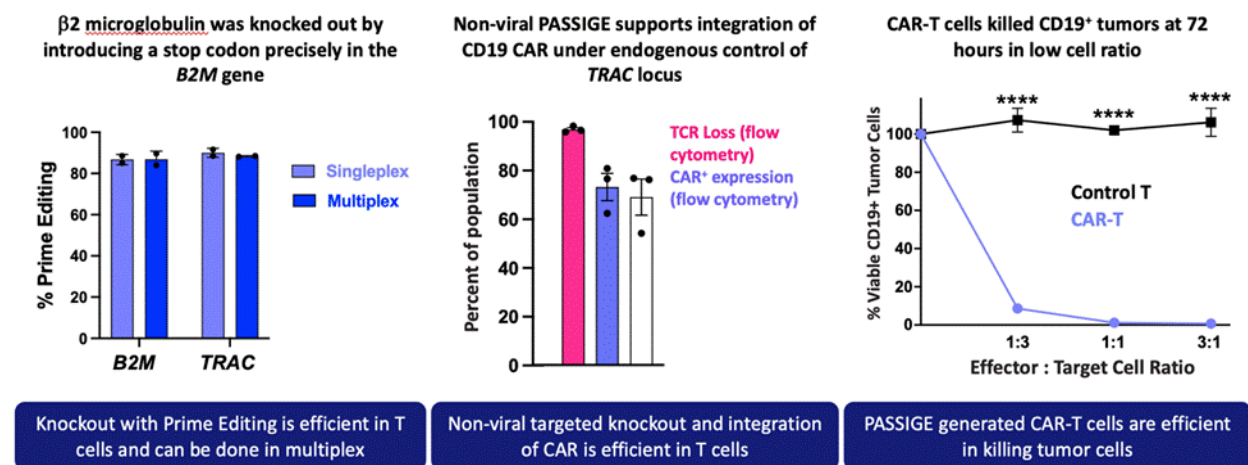 β2 microglobulin was knocked out by
introducing a stop codon precisely in the
B2M gene
% Prime Editing
100
80
60
40
20
0
B2M
TRAC
Singleplex
Multiplex
Knockout with Prime Editing is efficient in T
cells and can be done in multiplex
Non-viral PASSIGE supports integration of
CD19 CAR under endogenous control of
TRAC locus
Percent of population
100
80
60
40
20
0
TCR Loss (flow
cytometry)
CAR⁺ expression
(flow cytometry)
Non-viral targeted knockout and integration
of CAR is efficient in T cells
CAR-T cells killed CD19⁺ tumors at 72
hours in low cell ratio
% Viable CD19+ Tumor Cells
100
80
60
40
20
0
****
****
****
Control T
CAR-T
1:3
1:1
3:1
Effector : Target Cell Ratio
PASSIGE generated CAR-T cells are efficient
in killing tumor cells